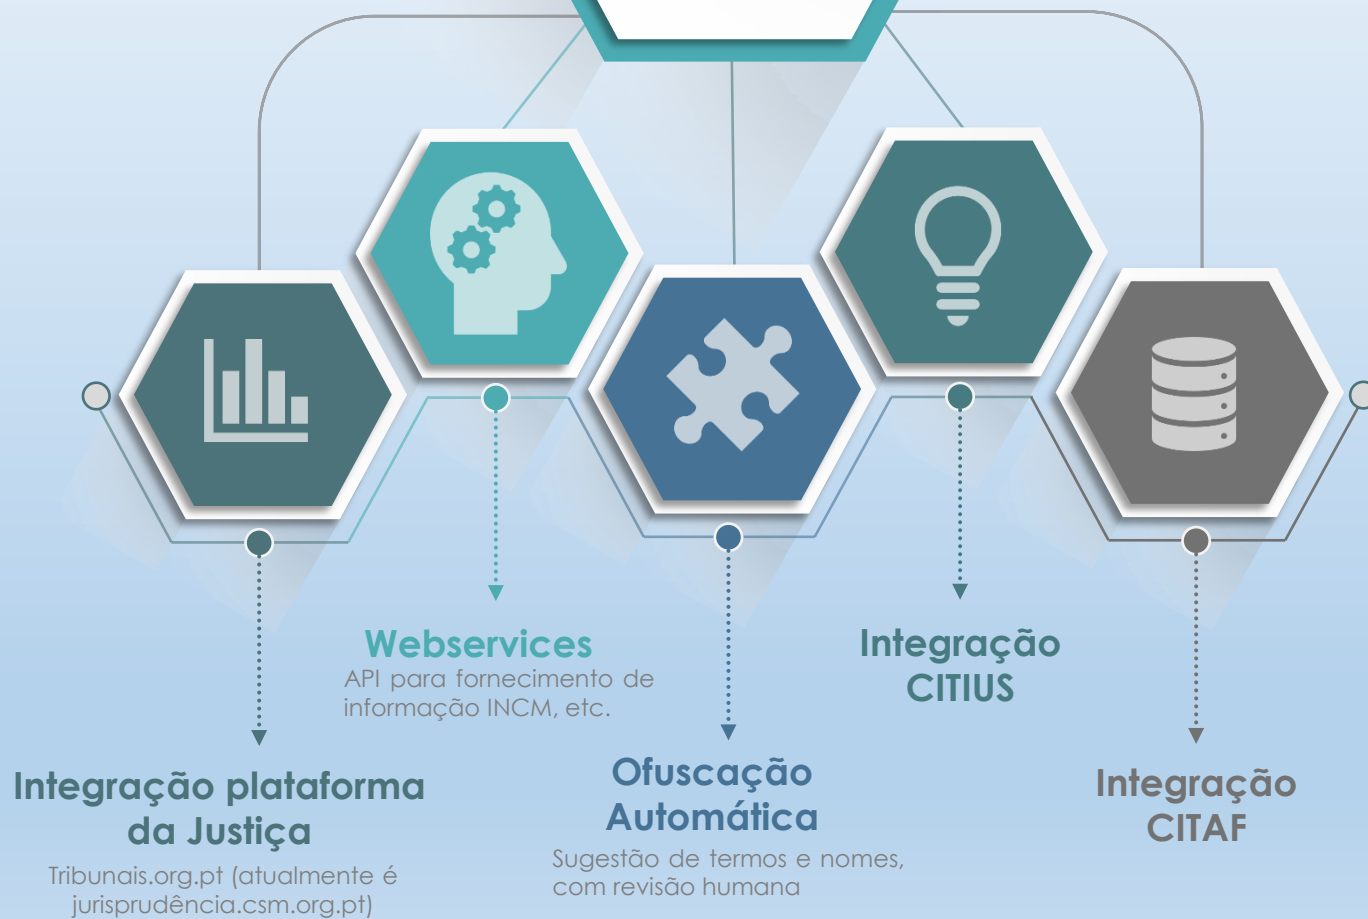 Integração plataforma
da Justiça
Tribunais.org.pt (atualmente é
jurisprudência.csm.org.pt)
Webservices
API para fornecimento de
informação INCM, etc.
Ofuscação
Automática
Sugestão de termos e nomes,
com revisão humana
Integração
CITIUS
Integração
CITAF